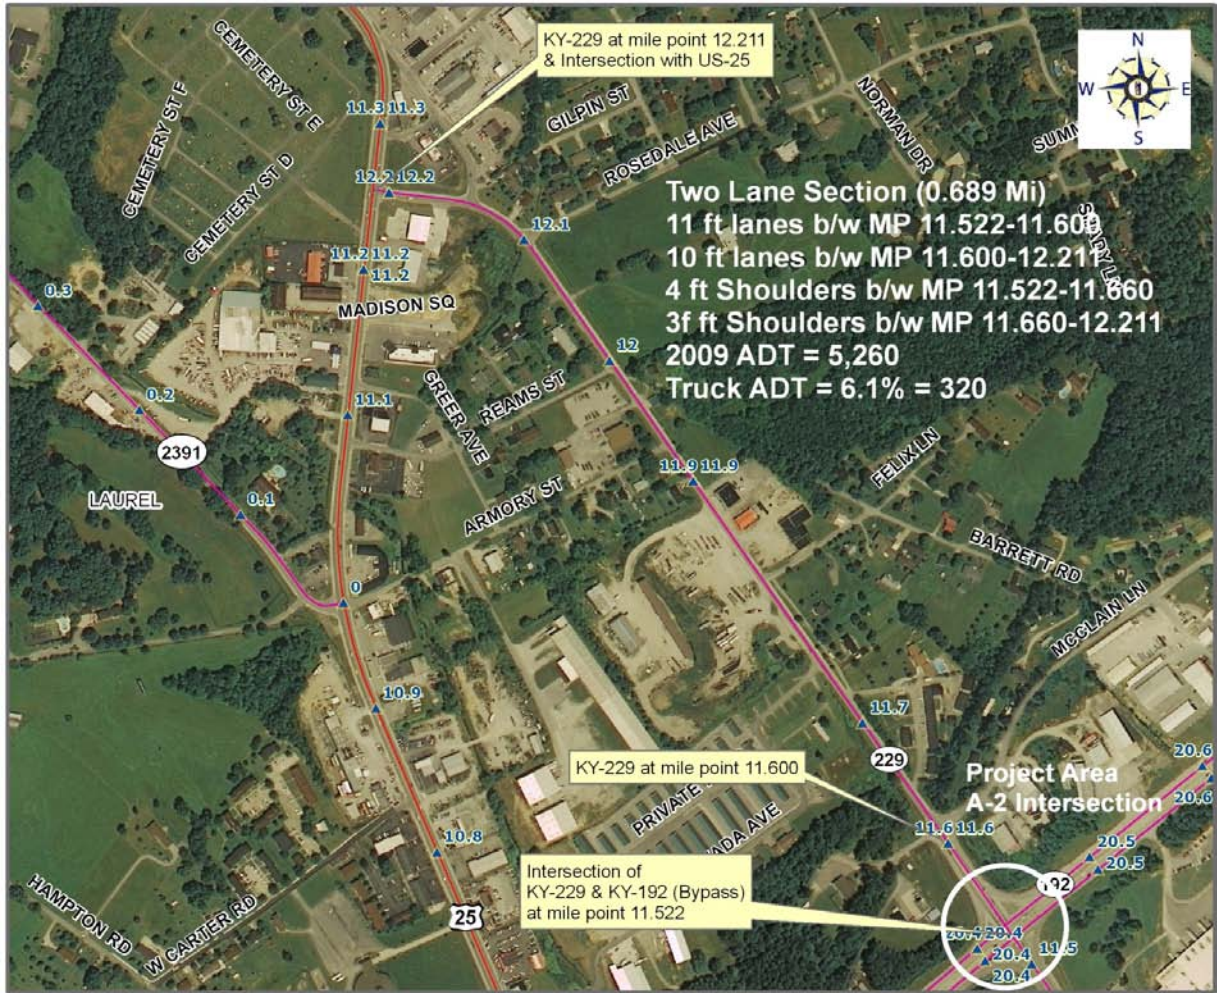 KY-229 at mile point 12.211
& Intersection with US-25
N
W
E
S
CEMETERY ST E
CEMETERY ST F
CEMETERY ST D
GILPIN ST
ROSEDALE AVE
NORMAN DR
11.3 11.3
12.2 12.2
12.1
11.2 11.2
11.2
MADISON SQ
0.3
Two Lane Section (0.689 Mi)
11 ft lanes b/w MP 11.522-11.600
10 ft lanes b/w MP 11.600-12.211
4 ft Shoulders b/w MP 11.522-11.660
3f ft Shoulders b/w MP 11.660-12.211
2009 ADT = 5,260
Truck ADT = 6.1% = 320
12
REAMS ST
GREER AVE
0.2
11.1
2391
LAUREL
0.1
ARMORY ST
11.9 11.9
FELIX LN
BARRETT RD
MCCLAIN LN
0
10.9
11.7
229
KY-229 at mile point 11.600
PRIVATE
Project Area
A-2 Intersection
20.6
20.6
11.6 11.6
10.8
20.5
20.5
192
Intersection of
KY-229 & KY-192 (Bypass)
at mile point 11.522
HAMPTON RD
W CARTER RD
25
20.4 20.4
20.4
20.4
11.5